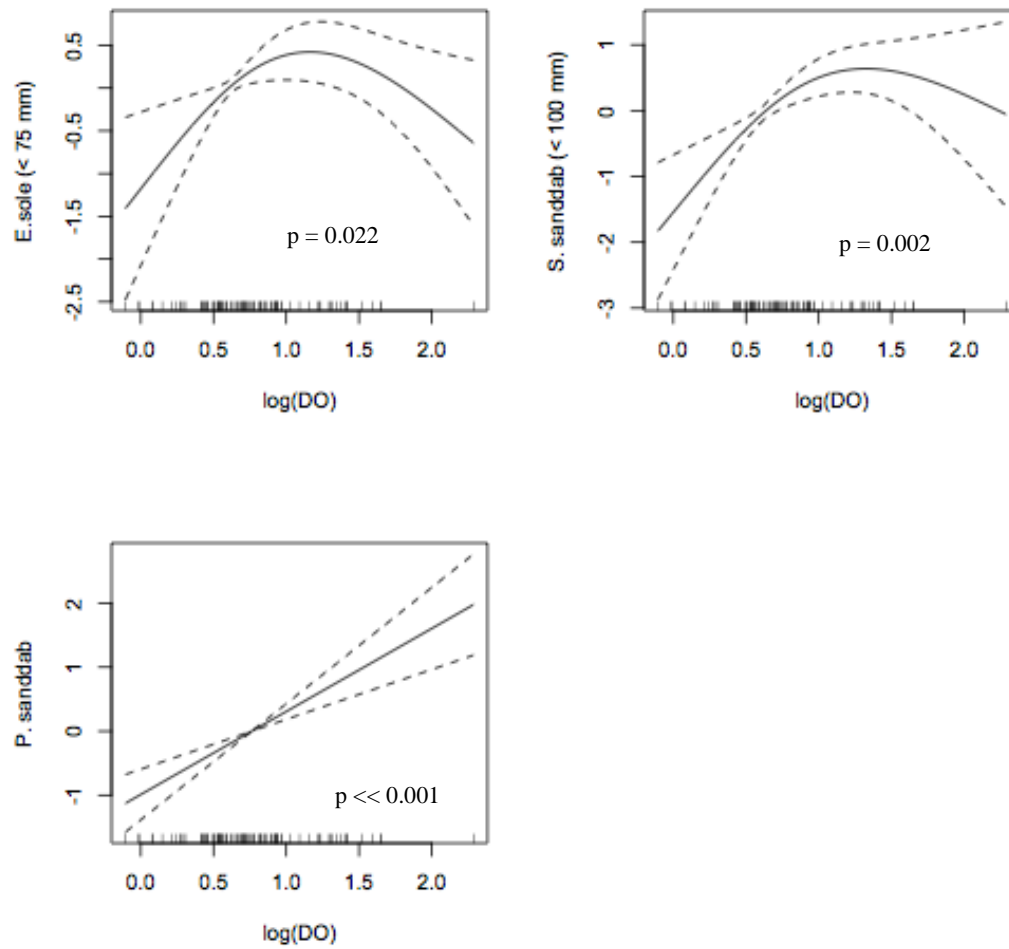 E.sole (< 75 mm)
0.5
-0.5
-1.5
-2.5
p = 0.022
0.0 0.5 1.0 1.5 2.0
log(DO)
S. sanddab (< 100 mm)
1
0
-1
-2
-3
p = 0.002
0.0 0.5 1.0 1.5 2.0
log(DO)
P. sanddab
2
1
0
-1
p << 0.001
0.0 0.5 1.0 1.5 2.0
log(DO)